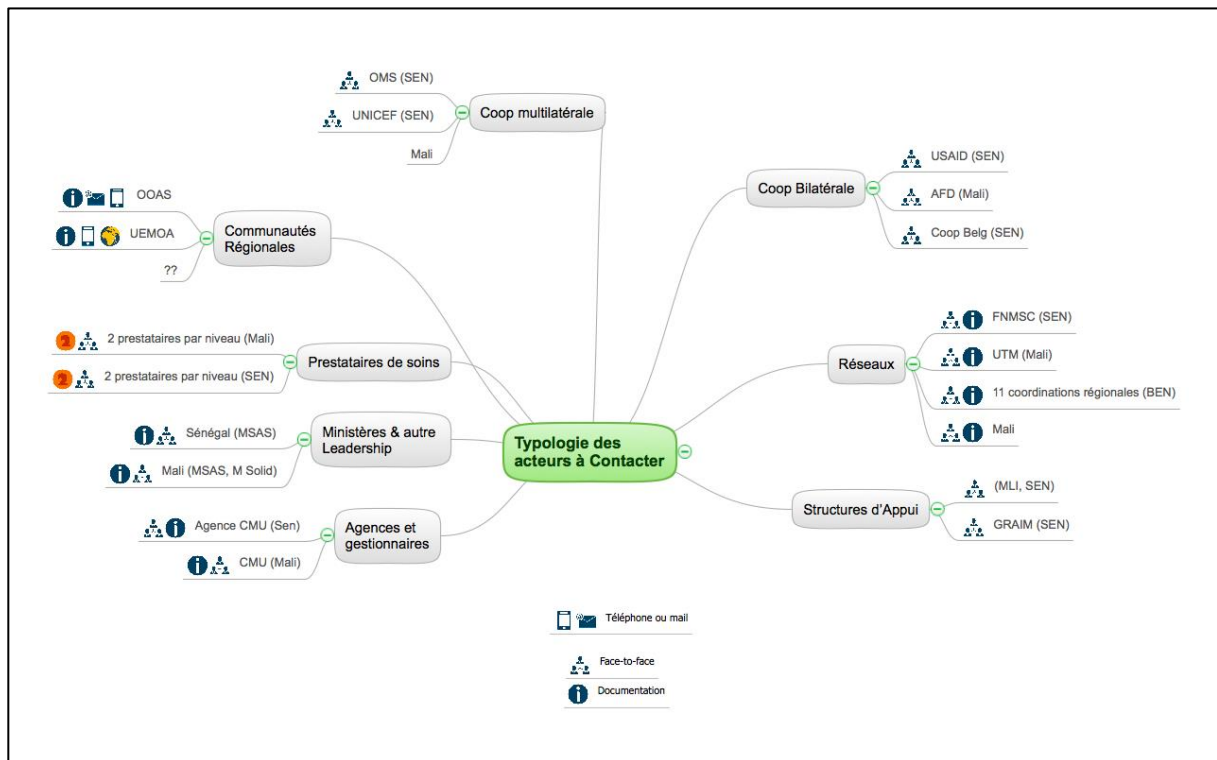 OMS (SEN)
UNICEF (SEN)
Mali
Coop multilatérale
OOAS
UEMOA
??
Communautés
Régionales
2 prestataires par niveau (Mali)
2 prestataires par niveau (SEN)
Prestataires de soins
Sénégal (MSAS)
Mali (MSAS, M Solid)
Ministères & autre
Leadership
Agence CMU (Sen)
CMU (Mali)
Agences et
gestionnaires
Typologie des
acteurs à Contacter
Coop Bilatérale
USAID (SEN)
AFD (Mali)
Coop Belg (SEN)
Réseaux
FNMSC (SEN)
UTM (Mali)
11 coordinations régionales (BEN)
Mali
Structures d'Appui
(MLI, SEN)
GRAIM (SEN)
Téléphone ou mail
Face-to-face
Documentation